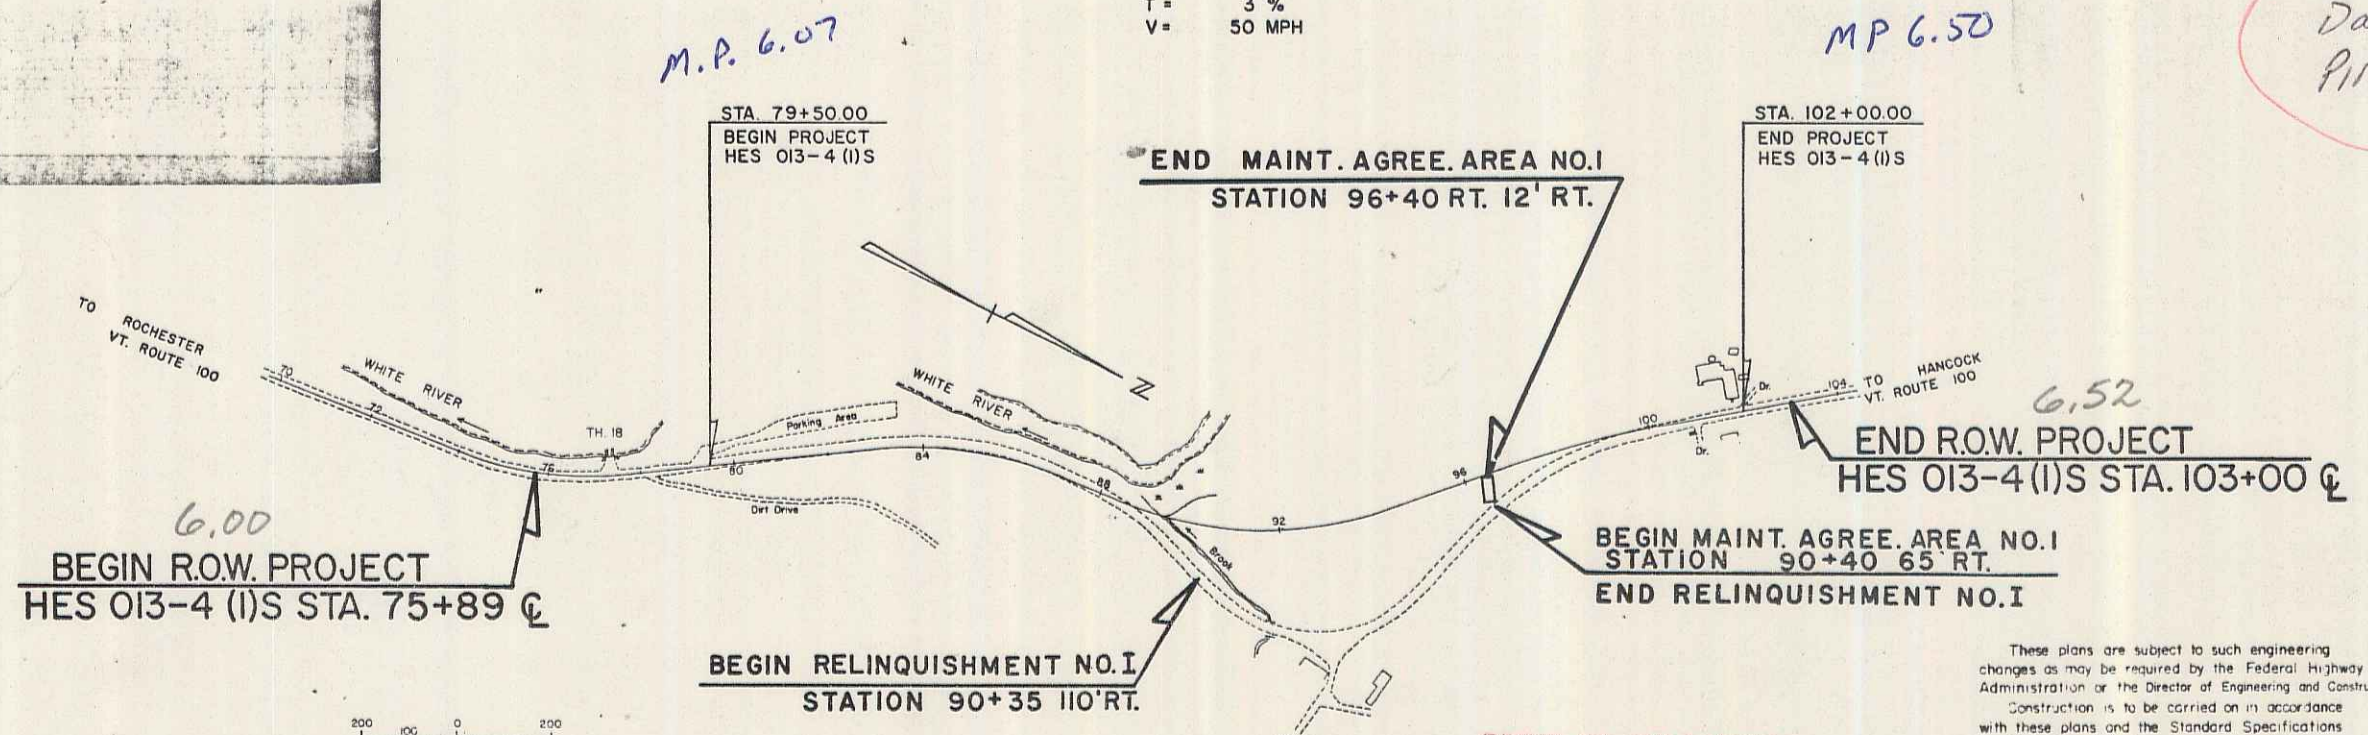 T = 3 %
V = 50 MPH
M.P. 6.07
MP 6.50
STA. 79+50.00
BEGIN PROJECT
HES 013-4 (1) S
END MAINT. AGREE. AREA NO. 1
STATION 96+40 RT. 12' RT.
STA. 102+00.00
END PROJECT
HES 013-4 (1) S
TO ROCHESTER
VT. ROUTE 100
WHITE RIVER
WHITE RIVER
N
TH. 18
Parking Area
Dirt Drive
Brook
70
72
76
80
84
88
92
96
100
104
Dr.
Dr.
TO HANCOCK
VT. ROUTE 100
6.52
END R.O.W. PROJECT
HES 013-4 (1) S STA. 103+00 ℄
6.00
BEGIN R.O.W. PROJECT
HES 013-4 (1) S STA. 75+89 ℄
BEGIN MAINT. AGREE. AREA NO. 1
STATION 90+40 65' RT.
END RELINQUISHMENT NO. I
BEGIN RELINQUISHMENT NO. I
STATION 90+35 110' RT.
These plans are subject to such engineering
changes as may be required by the Federal Highway
Administration or the Director of Engineering and
Construction is to be carried on in accordance
with these plans and the Standard Specifications
200 100 0 200